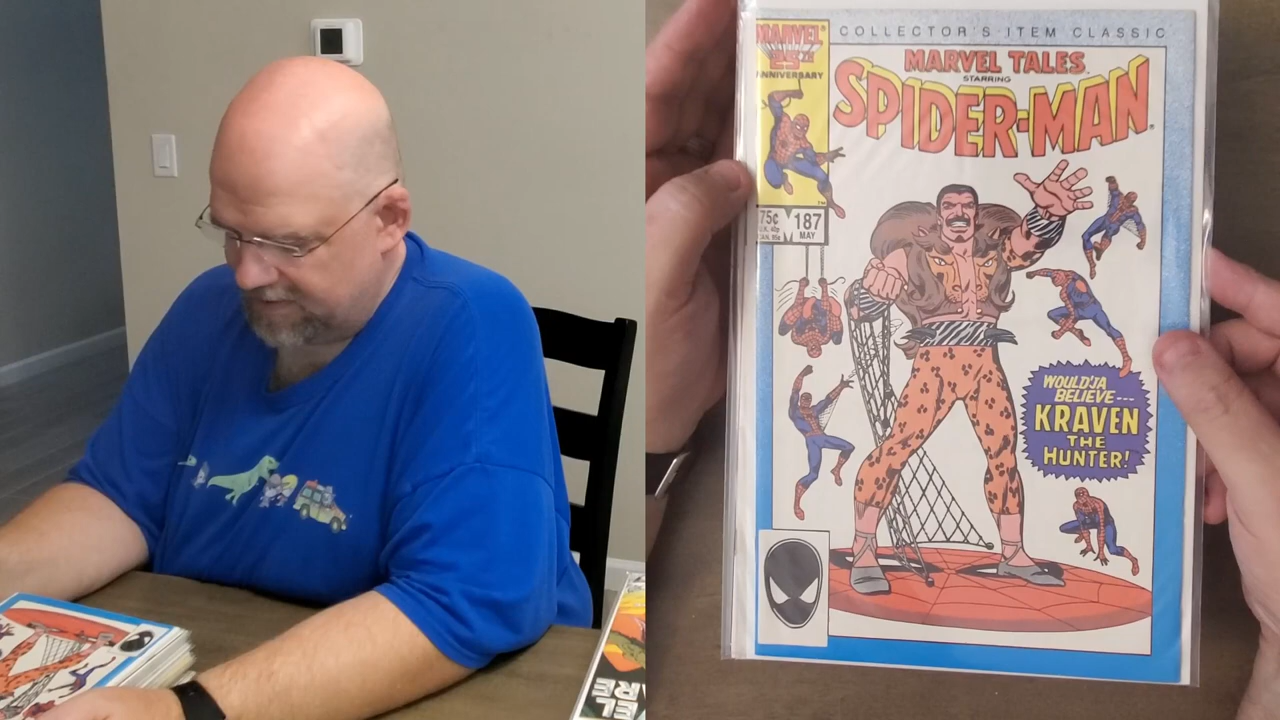 COLLECTOR'S ITEM CLASSIC
MARVEL
25TH
ANNIVERSARY
MARVEL TALES
STARRING
SPIDER-MAN
75¢
187
MAY
WOULD'JA
BELIEVE---
KRAVEN
THE
HUNTER!